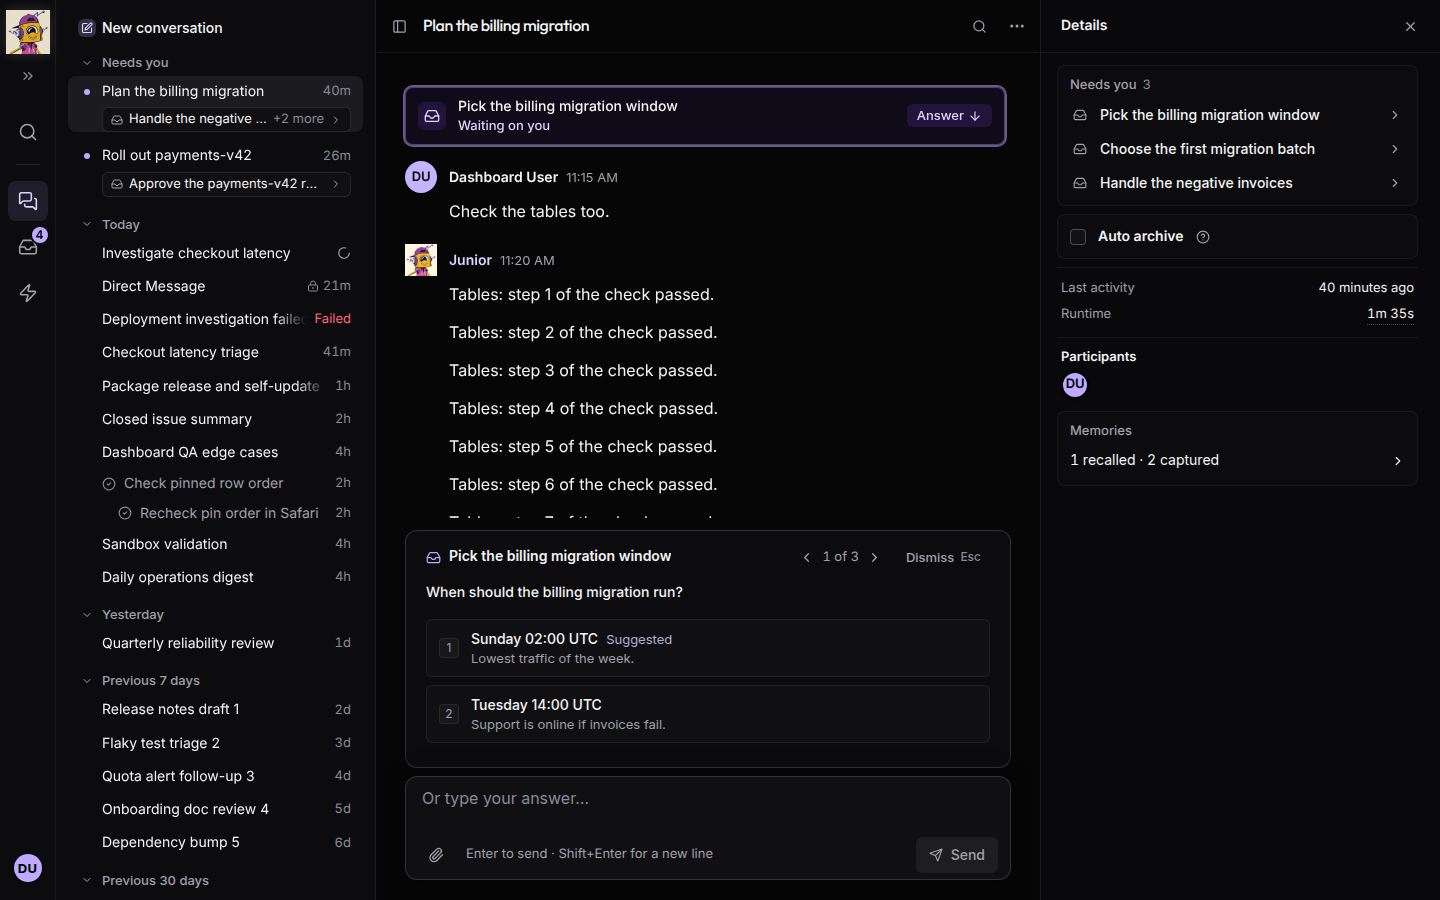 New conversation
Needs you
Plan the billing migration 40m
Handle the negative ... +2 more
Roll out payments-v42 26m
Approve the payments-v42 r...
Today
Investigate checkout latency
Direct Message 21m
Deployment investigation failed Failed
Checkout latency triage 41m
Package release and self-update 1h
Closed issue summary 2h
Dashboard QA edge cases 4h
Check pinned row order 2h
Recheck pin order in Safari 2h
Sandbox validation 4h
Daily operations digest 4h
Yesterday
Quarterly reliability review 1d
Previous 7 days
Release notes draft 1 2d
Flaky test triage 2 3d
Quota alert follow-up 3 4d
Onboarding doc review 4 5d
Dependency bump 5 6d
Previous 30 days
4
DU
Plan the billing migration
Pick the billing migration window
Waiting on you
Answer ↓
DU Dashboard User 11:15 AM
Check the tables too.
Junior 11:20 AM
Tables: step 1 of the check passed.
Tables: step 2 of the check passed.
Tables: step 3 of the check passed.
Tables: step 4 of the check passed.
Tables: step 5 of the check passed.
Tables: step 6 of the check passed.
Pick the billing migration window 1 of 3 Dismiss Esc
When should the billing migration run?
1 Sunday 02:00 UTC Suggested
Lowest traffic of the week.
2 Tuesday 14:00 UTC
Support is online if invoices fail.
Or type your answer...
Enter to send · Shift+Enter for a new line
Send
Details
Needs you 3
Pick the billing migration window
Choose the first migration batch
Handle the negative invoices
Auto archive
Last activity 40 minutes ago
Runtime 1m 35s
Participants
DU
Memories
1 recalled · 2 captured